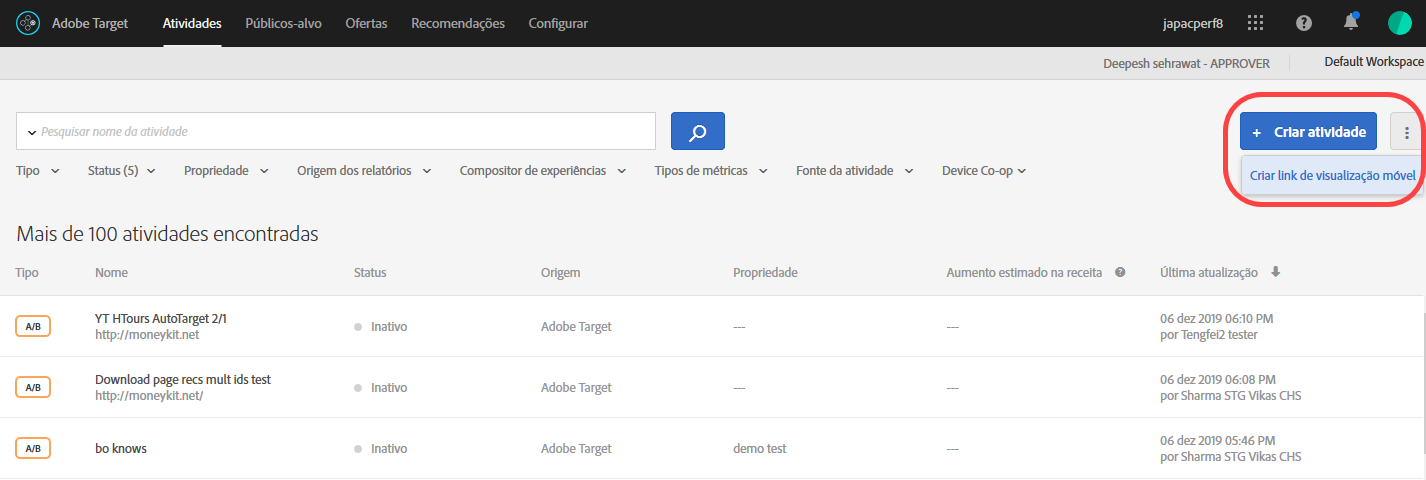 Adobe Target Atividades Públicos-alvo Ofertas Recomendações Configurar japacperf8
Deepesh sehrawat - APPROVER Default Workspace
Pesquisar nome da atividade + Criar atividade
Tipo Status (5) Propriedade Origem dos relatórios Compositor de experiências Tipos de métricas Fonte da atividade Device Co-op Criar link de visualização móvel
Mais de 100 atividades encontradas
Tipo Nome Status Origem Propriedade Aumento estimado na receita ? Última atualização
A/B YT HTours AutoTarget 2/1 Inativo Adobe Target --- --- 06 dez 2019 06:10 PM
http://moneykit.net por Tengfei2 tester
A/B Download page recs mult ids test Inativo Adobe Target --- --- 06 dez 2019 06:08 PM
http://moneykit.net/ por Sharma STG Vikas CHS
A/B bo knows Inativo Adobe Target demo test --- 06 dez 2019 05:46 PM
por Sharma STG Vikas CHS